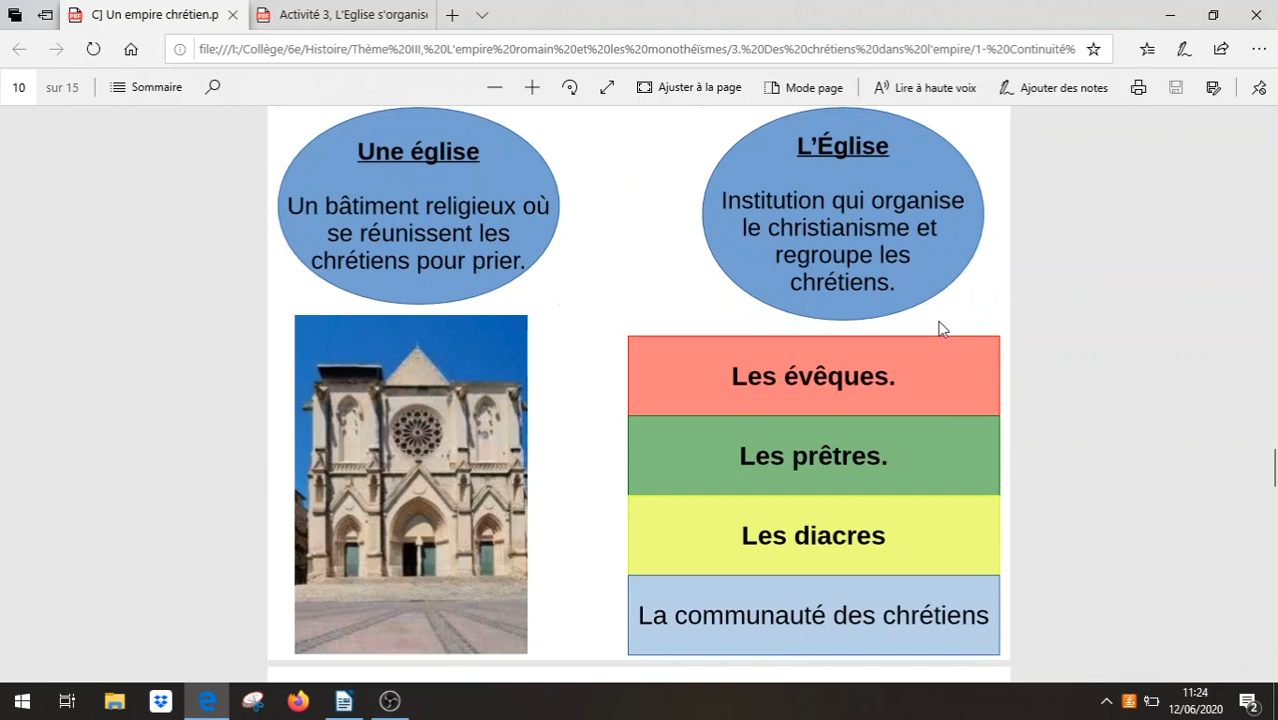 C] Un empire chrétien.p
Activité 3, L'Eglise s'organise
file:///I:/Collège/6e/Histoire/Thème%20III,%20L'empire%20romain%20et%20les%20monothéismes/3.%20Des%20chrétiens%20dans%20l'empire/1-%20Continuité%
10 sur 15
Sommaire
Ajuster à la page
Mode page
Lire à haute voix
Ajouter des notes
Une église
Un bâtiment religieux où
se réunissent les
chrétiens pour prier.
L'Église
Institution qui organise
le christianisme et
regroupe les
chrétiens.
Les évêques.
Les prêtres.
Les diacres
La communauté des chrétiens
11:24
12/06/2020
2